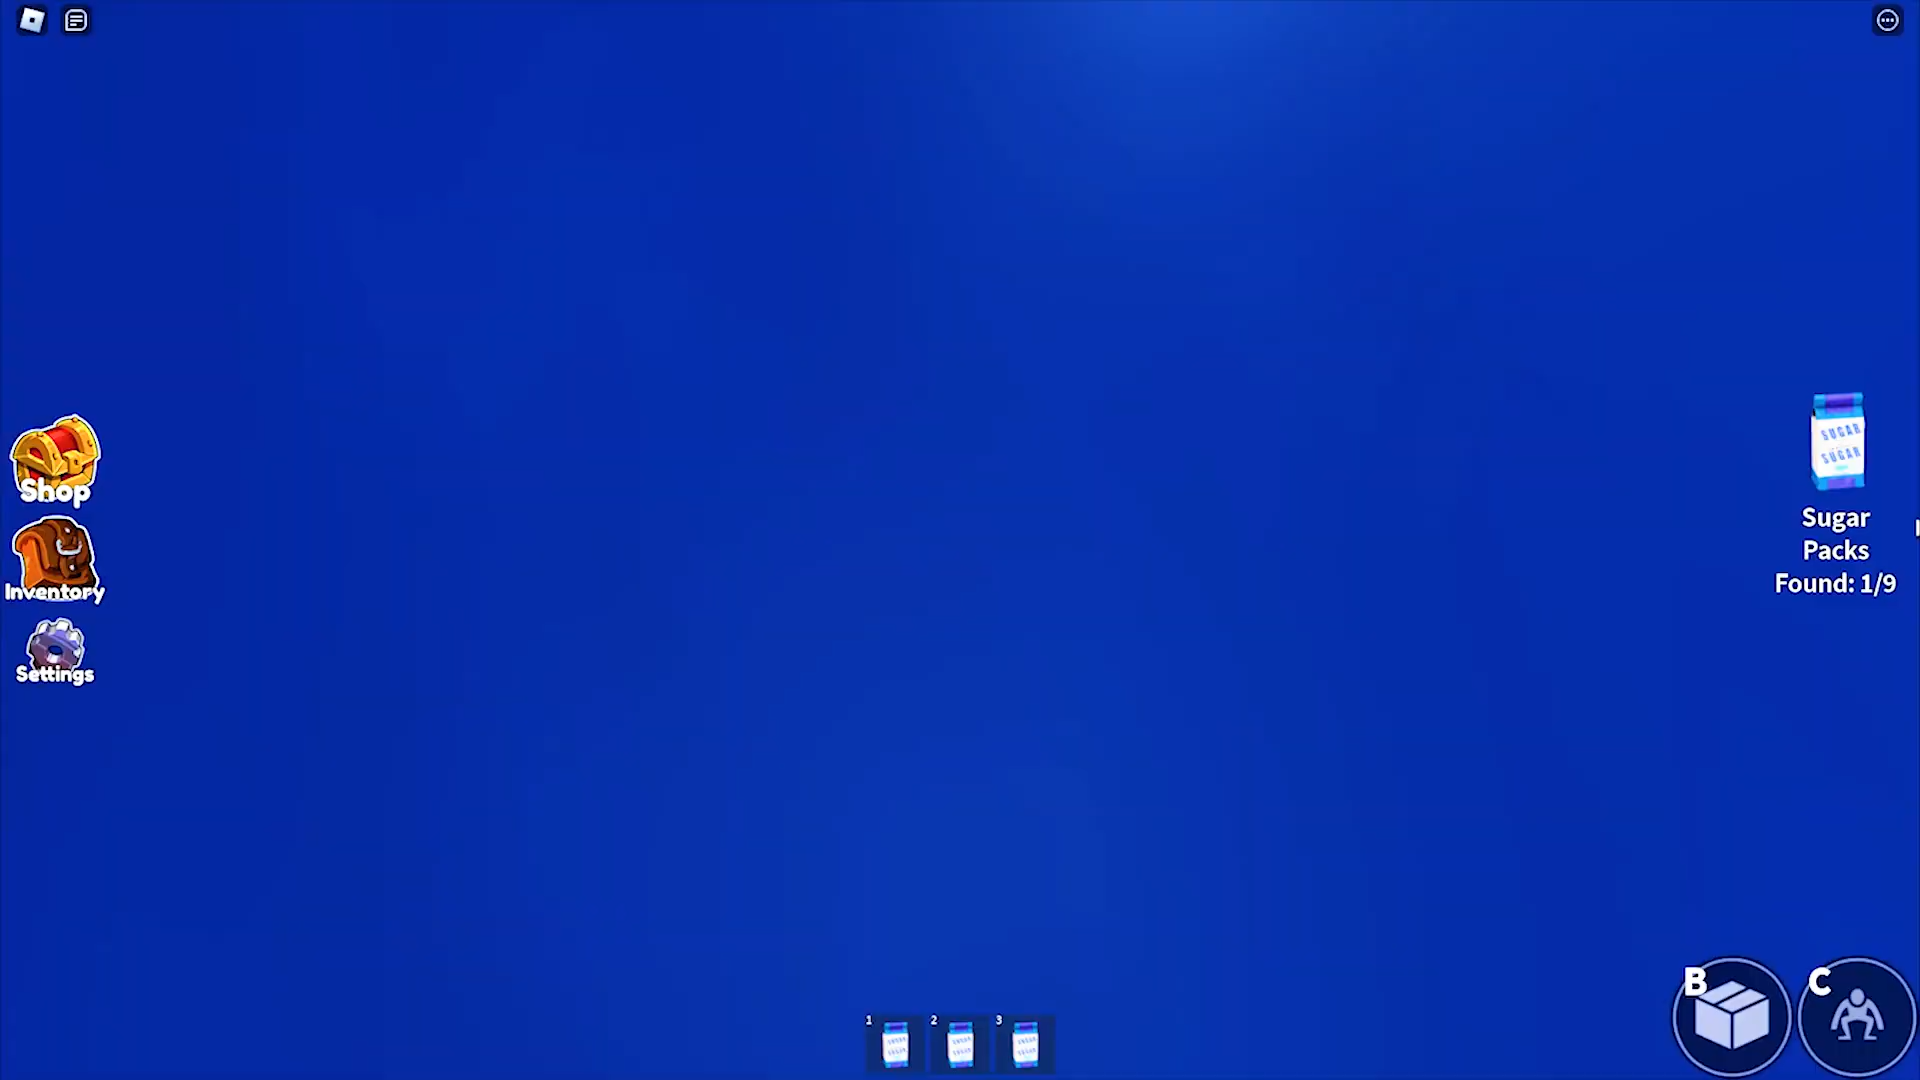 Shop
Inventory
Settings
SUGAR
SUGAR
Sugar
Packs
Found: 1/9
B
C
1
2
3